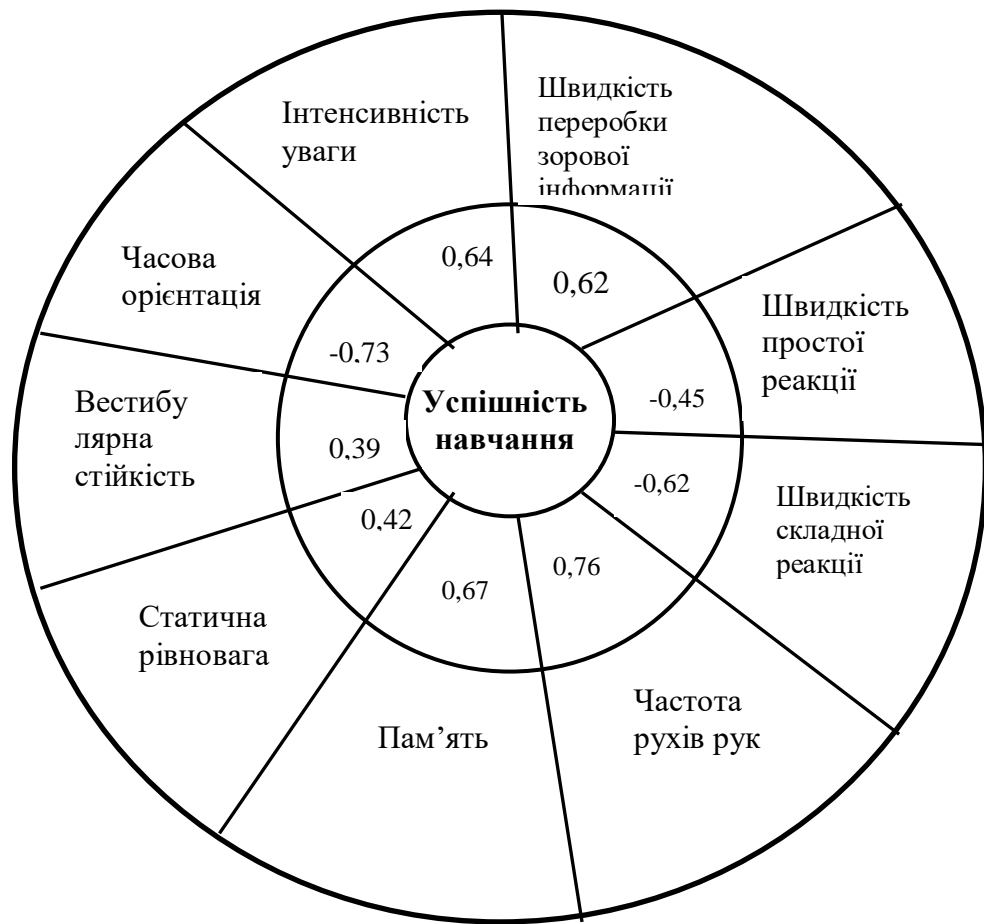 Інтенсивність
уваги
Швидкість
переробки
зорової
інформації
Часова
орієнтація
0,64
0,62
Швидкість
простої
реакції
-0,73
-0,45
Вестибу
лярна
стійкість
Успішність
навчання
0,39
-0,62
0,42
Швидкість
складної
реакції
0,67
0,76
Статична
рівновага
Пам’ять
Частота
рухів рук